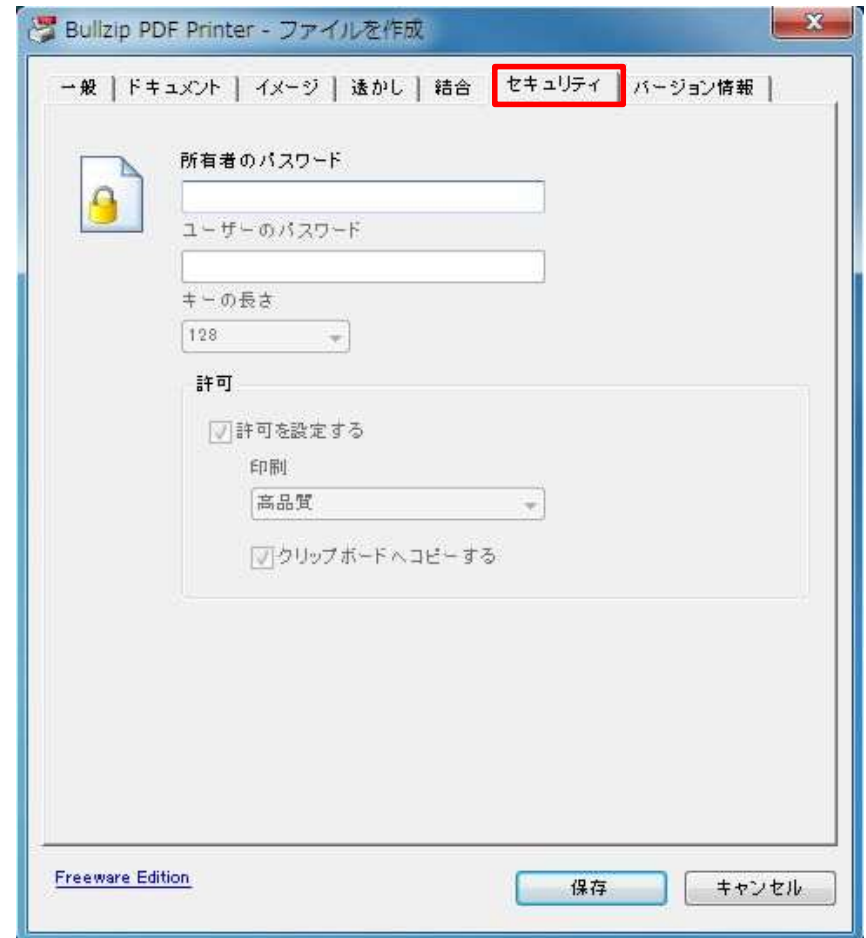 Bullzip PDF Printer - ファイルを作成
一般 ドキュメント イメージ 透かし 結合 セキュリティ バージョン情報
所有者のパスワード
ユーザーのパスワード
キーの長さ
128
許可
許可を設定する
印刷
高品質
クリップボードへコピーする
Freeware Edition
保存 キャンセル